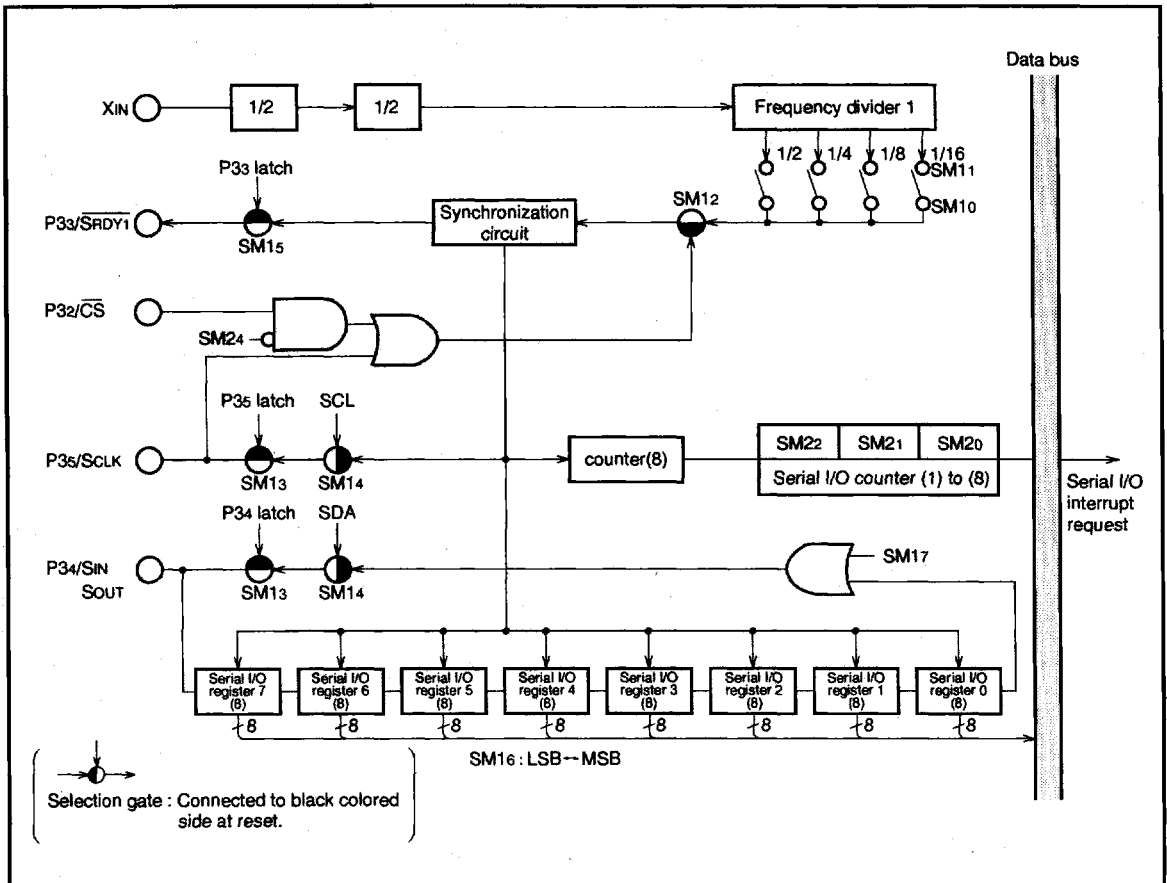 Data bus
XIN
1/2
1/2
Frequency divider 1
1/2
1/4
1/8
1/16
SM11
SM10
P33 latch
SM12
P33/SRDY1
Synchronization
circuit
SM15
P32/CS
SM24
P35 latch
SCL
P35/SCLK
SM13
SM14
counter(8)
SM22
SM21
SM20
Serial I/O counter (1) to (8)
Serial I/O
interrupt
request
P34 latch
SDA
P34/SIN
SOUT
SM13
SM14
SM17
Serial I/O
register 7
(8)
Serial I/O
register 6
(8)
Serial I/O
register 5
(8)
Serial I/O
register 4
(8)
Serial I/O
register 3
(8)
Serial I/O
register 2
(8)
Serial I/O
register 1
(8)
Serial I/O
register 0
(8)
8
8
8
8
8
8
8
8
SM16 : LSB↔MSB
Selection gate : Connected to black colored
side at reset.